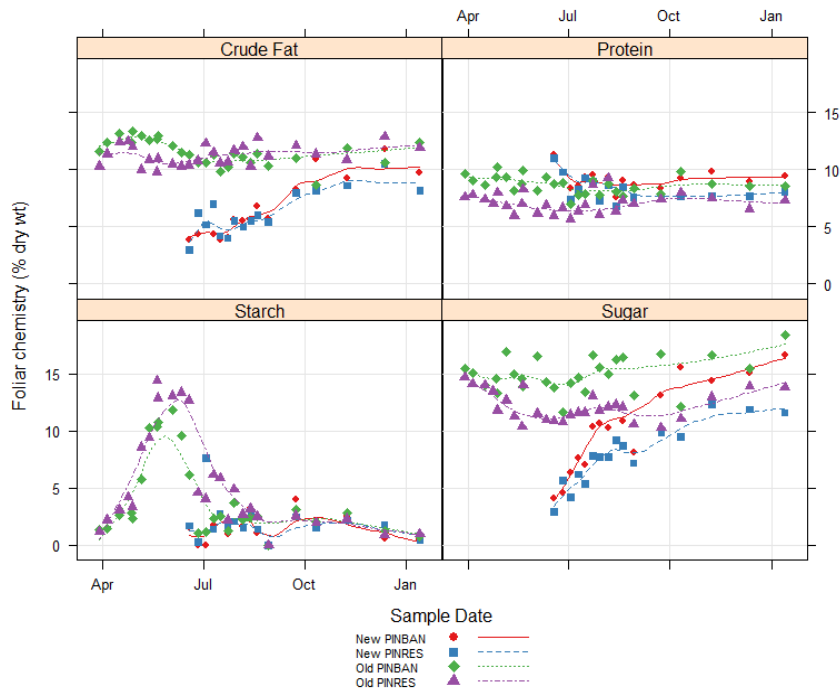 Apr Jul Oct Jan
Crude Fat Protein
15
10
5
0
Starch Sugar
15
10
5
0
Apr Jul Oct Jan
Foliar chemistry (% dry wt)
Sample Date
New PINBAN
New PINRES
Old PINBAN
Old PINRES